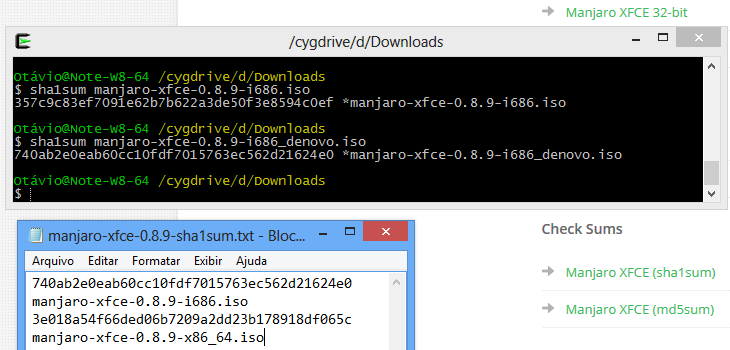 Manjaro XFCE 32-bit
/cygdrive/d/Downloads
Otávio@Note-W8-64 /cygdrive/d/Downloads
$ sha1sum manjaro-xfce-0.8.9-i686.iso
357c9c83ef7091e62b7b622a3de50f3e8594c0ef *manjaro-xfce-0.8.9-i686.iso
Otávio@Note-W8-64 /cygdrive/d/Downloads
$ sha1sum manjaro-xfce-0.8.9-i686_denovo.iso
740ab2e0eab60cc10fdf7015763ec562d21624e0 *manjaro-xfce-0.8.9-i686_denovo.iso
Otávio@Note-W8-64 /cygdrive/d/Downloads
$
manjaro-xfce-0.8.9-sha1sum.txt - Bloc...
Arquivo Editar Formatar Exibir Ajuda
740ab2e0eab60cc10fdf7015763ec562d21624e0
manjaro-xfce-0.8.9-i686.iso
3e018a54f66ded06b7209a2dd23b178918df065c
manjaro-xfce-0.8.9-x86_64.iso
Check Sums
Manjaro XFCE (sha1sum)
Manjaro XFCE (md5sum)